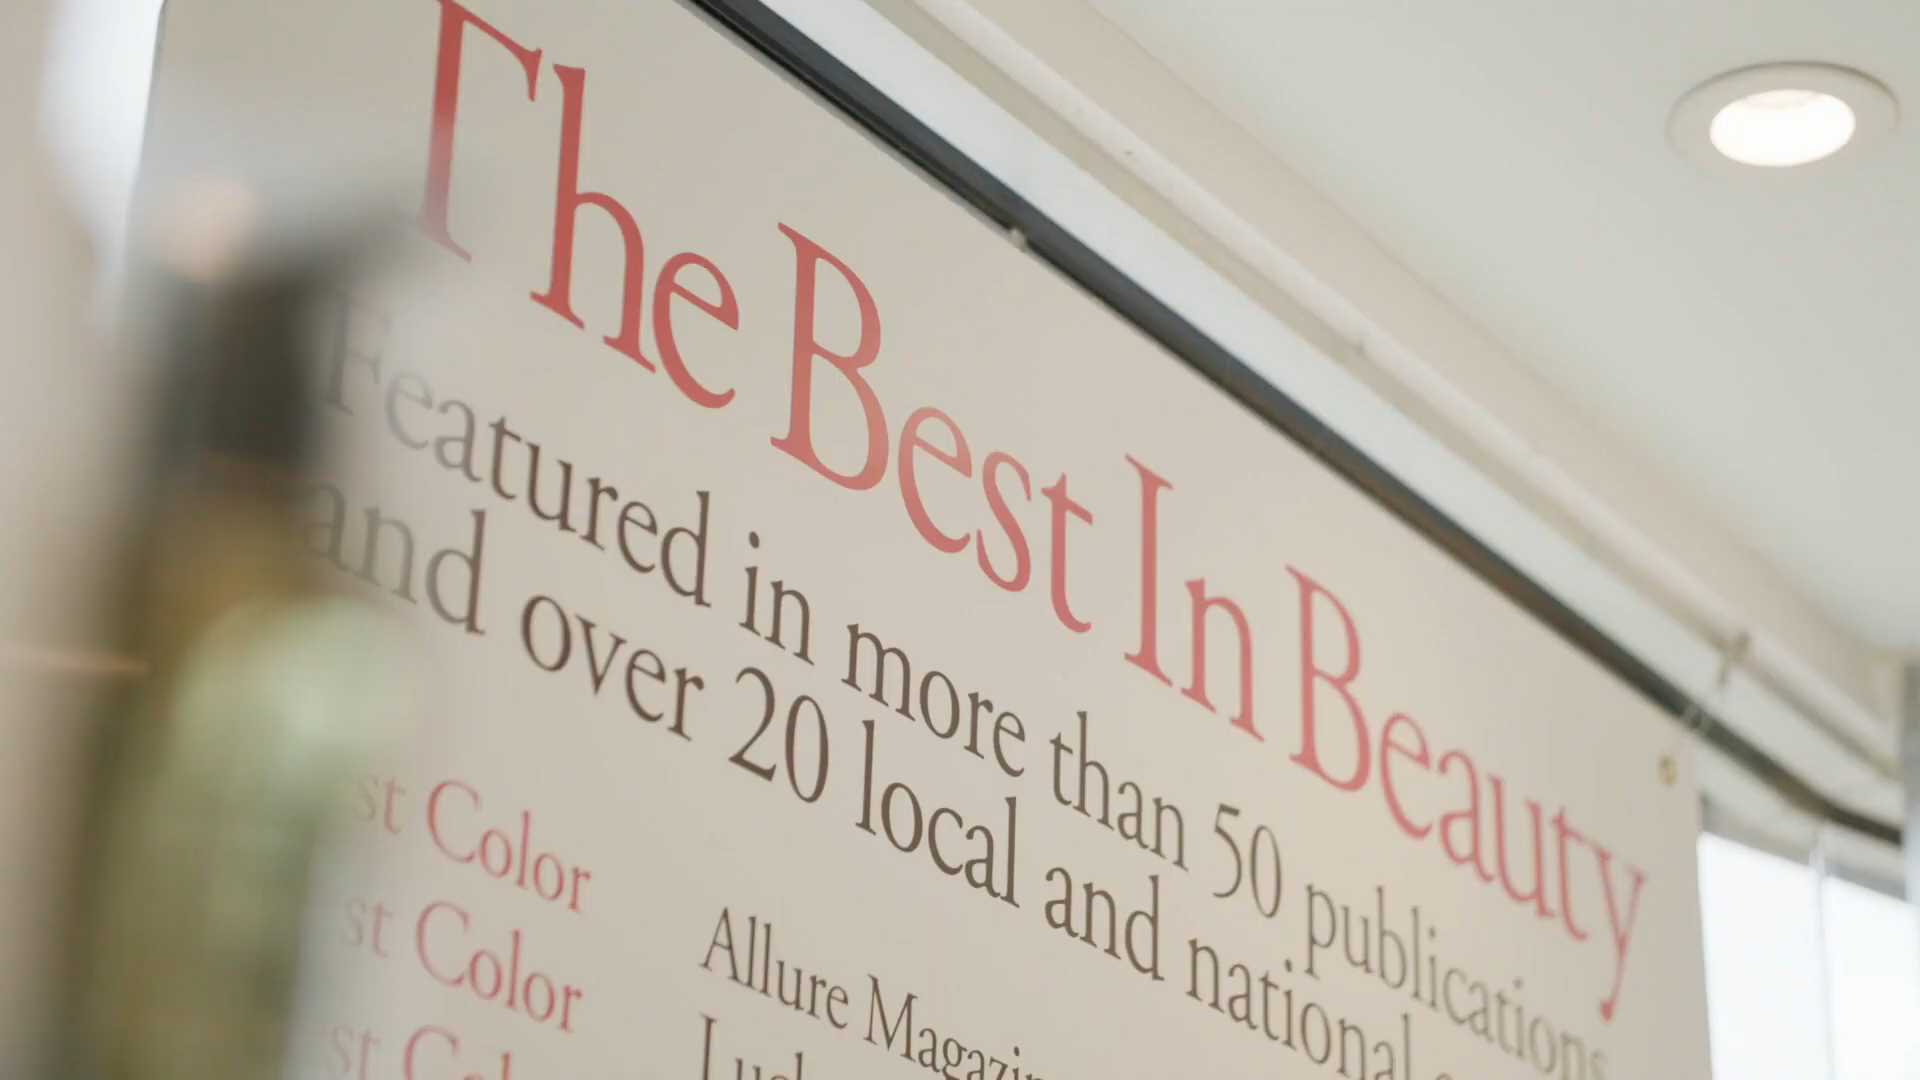 The Best In Beauty
Featured in more than 50 publications
and over 20 local and national
st Color
st Color
Allure
st